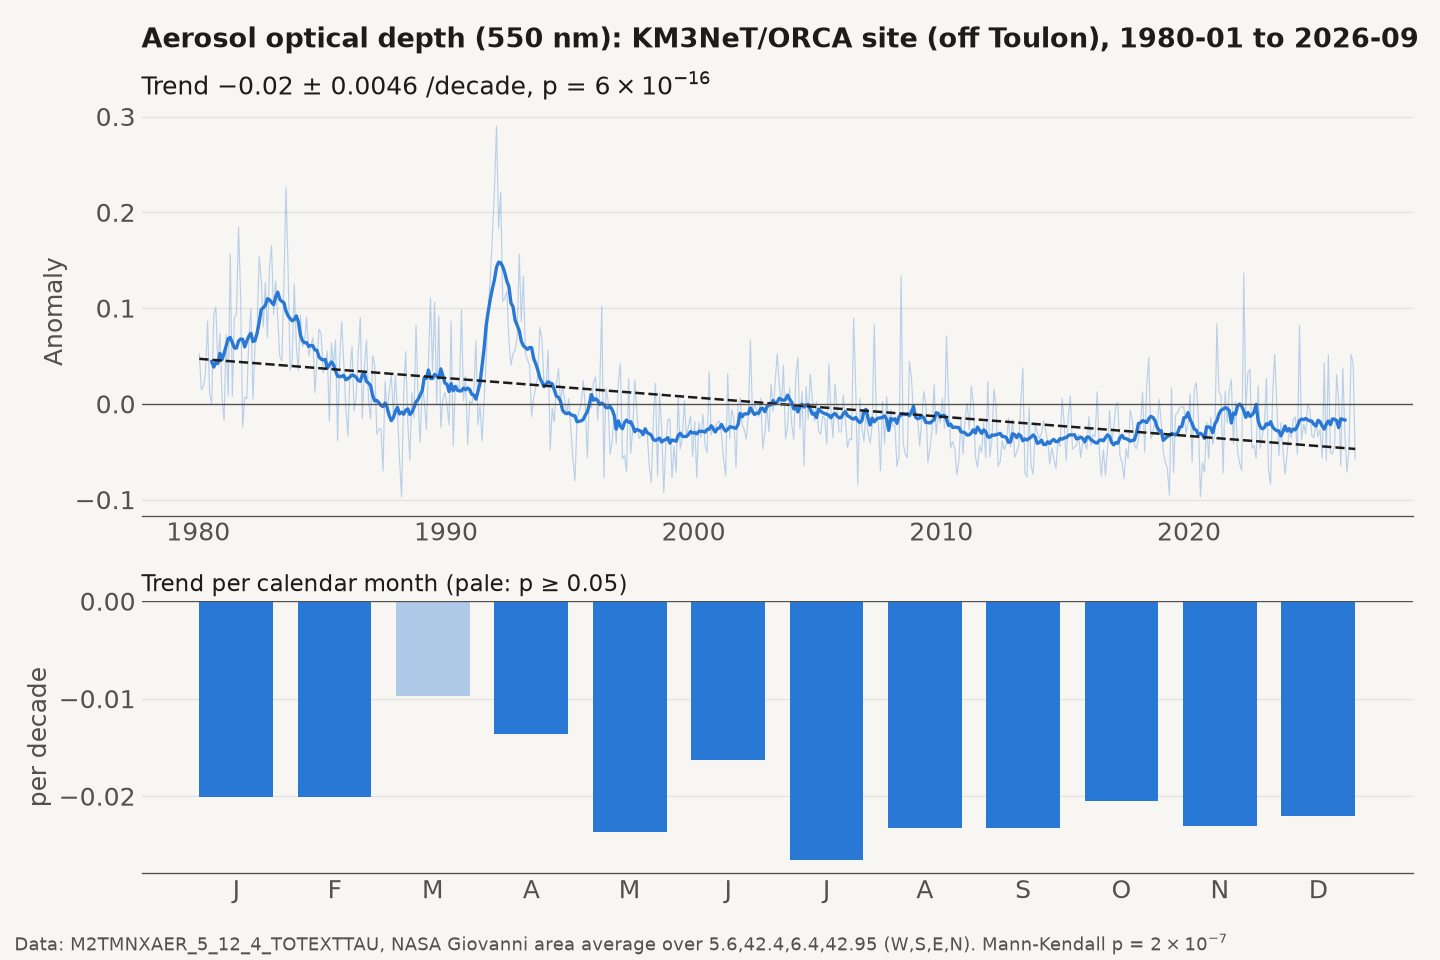 Aerosol optical depth (550 nm): KM3NeT/ORCA site (off Toulon), 1980-01 to 2026-09
Trend −0.02 ± 0.0046 /decade, p = 6 × 10⁻¹⁶
0.3
0.2
0.1
0.0
−0.1
Anomaly
1980 1990 2000 2010 2020
Trend per calendar month (pale: p ≥ 0.05)
0.00
−0.01
−0.02
per decade
J F M A M J J A S O N D
Data: M2TMNXAER_5_12_4_TOTEXTTAU, NASA Giovanni area average over 5.6,42.4,6.4,42.95 (W,S,E,N). Mann-Kendall p = 2 × 10⁻⁷